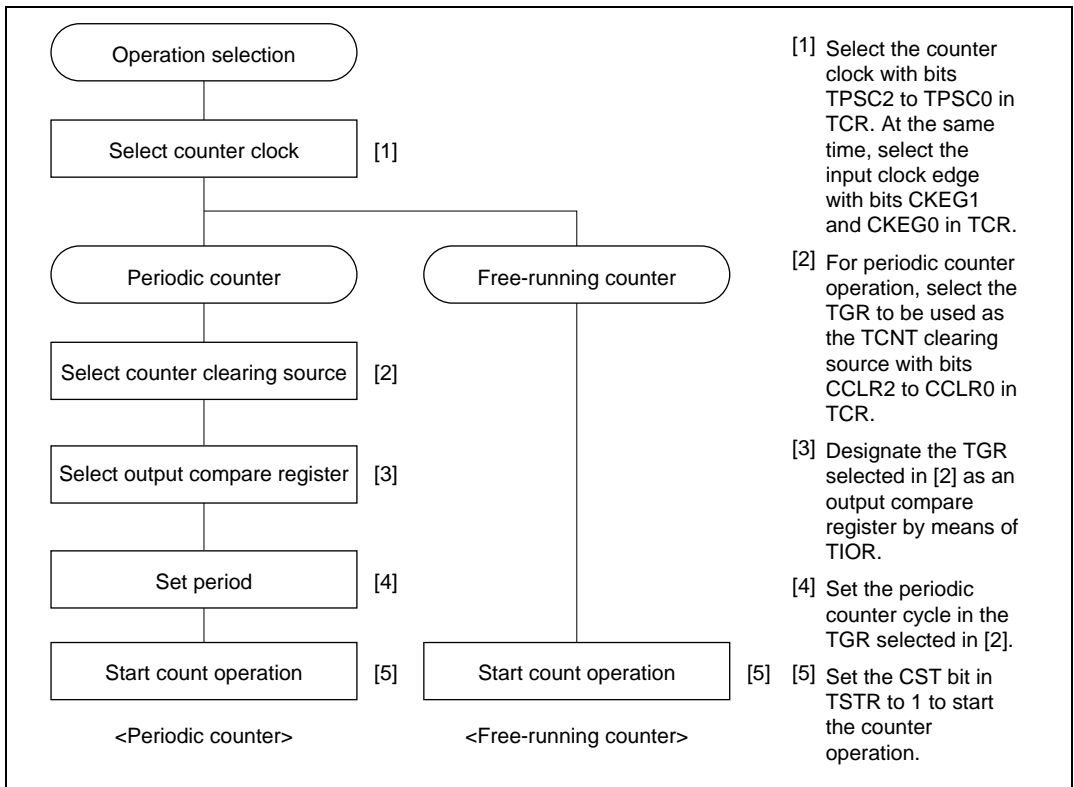 Operation selection
Select counter clock [1]
Periodic counter
Free-running counter
Select counter clearing source [2]
Select output compare register [3]
Set period [4]
Start count operation [5]
Start count operation [5]
<Periodic counter>
<Free-running counter>
[1] Select the counter
clock with bits
TPSC2 to TPSC0 in
TCR. At the same
time, select the
input clock edge
with bits CKEG1
and CKEG0 in TCR.
[2] For periodic counter
operation, select the
TGR to be used as
the TCNT clearing
source with bits
CCLR2 to CCLR0 in
TCR.
[3] Designate the TGR
selected in [2] as an
output compare
register by means of
TIOR.
[4] Set the periodic
counter cycle in the
TGR selected in [2].
[5] Set the CST bit in
TSTR to 1 to start
the counter
operation.